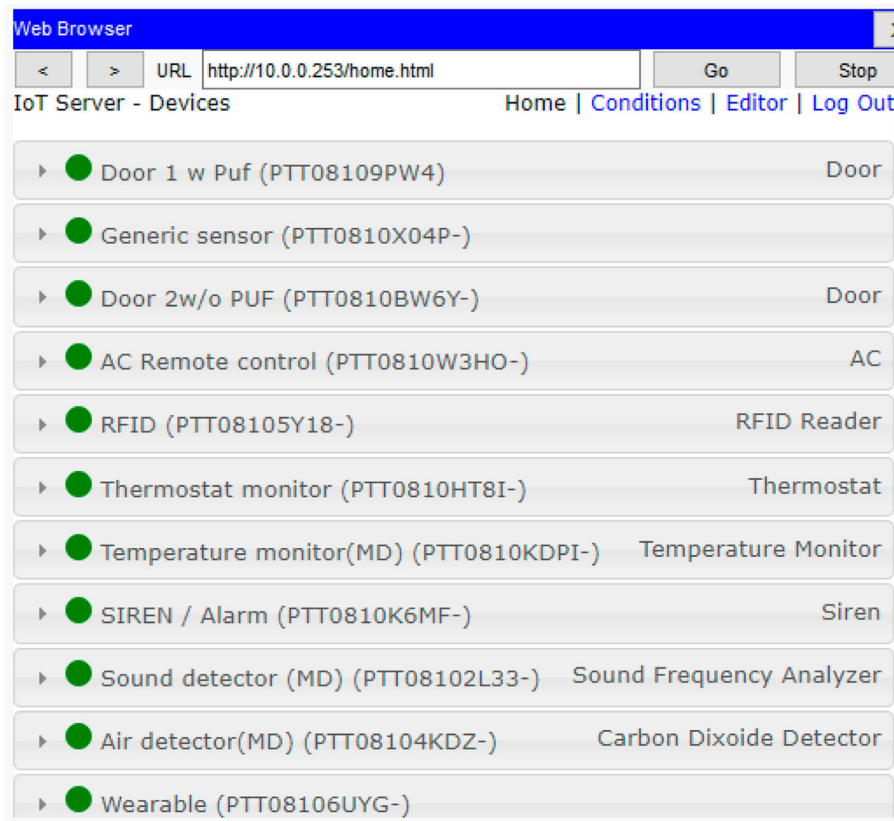 Web Browser X
< > URL http://10.0.0.253/home.html Go Stop
IoT Server - Devices Home | Conditions | Editor | Log Out
Door 1 w Puf (PTT08109PW4) Door
Generic sensor (PTT0810X04P-)
Door 2w/o PUF (PTT0810BW6Y-) Door
AC Remote control (PTT0810W3HO-) AC
RFID (PTT08105Y18-) RFID Reader
Thermostat monitor (PTT0810HT8I-) Thermostat
Temperature monitor(MD) (PTT0810KDPI-) Temperature Monitor
SIREN / Alarm (PTT0810K6MF-) Siren
Sound detector (MD) (PTT08102L33-) Sound Frequency Analyzer
Air detector(MD) (PTT08104KDZ-) Carbon Dixoide Detector
Wearable (PTT08106UYG-)